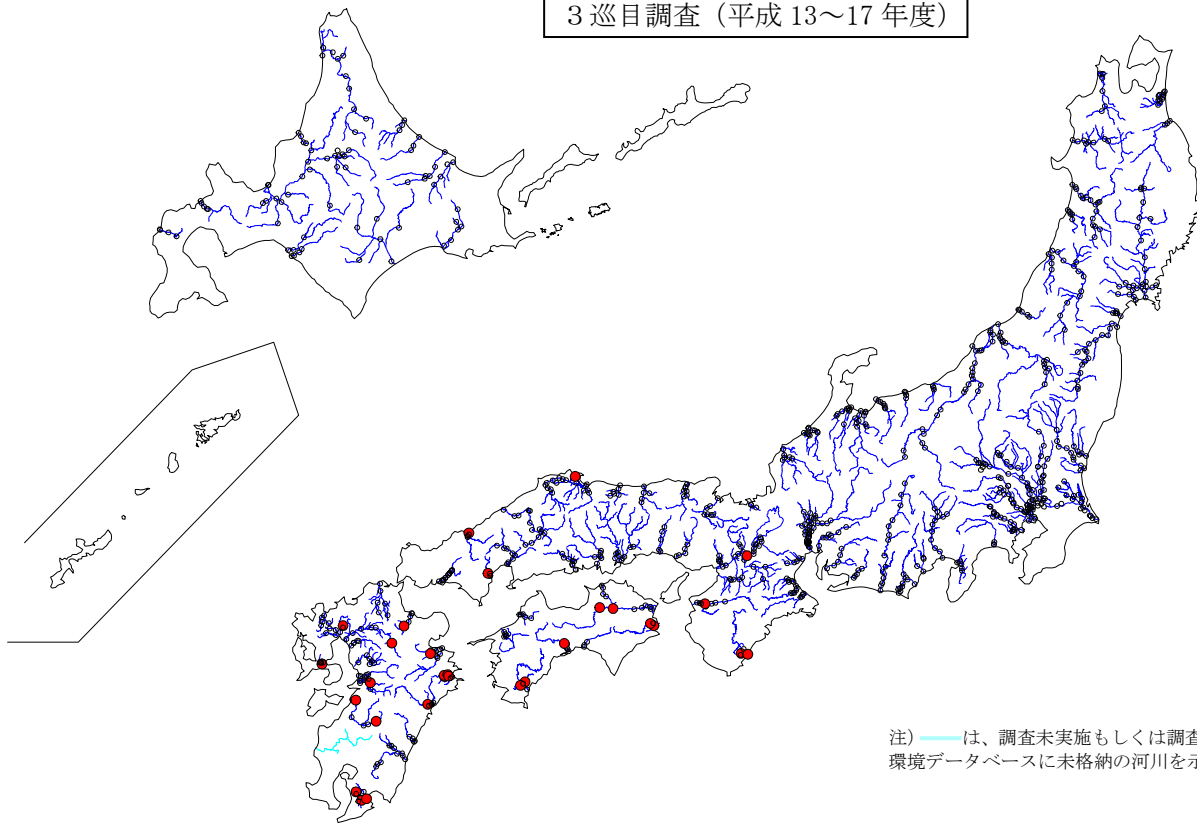 ３巡目調査（平成 13～17 年度）
注） は、調査未実施もしくは調査
環境データベースに未格納の河川を示